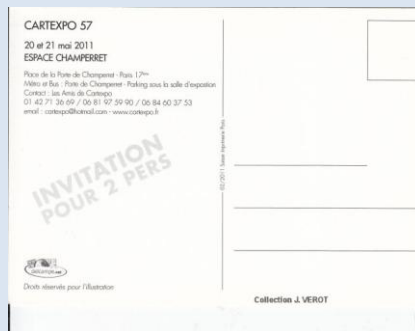 CARTEXPO 57
20 et 21 mai 2011
ESPACE CHAMPERRET
Place de la Porte de Champerret - Paris 17ème
Métro et Bus : Porte de Champerret - Parking sous la salle d'exposition
Contact : Les Amis de Cartexpo
01 42 71 36 69 / 06 81 97 59 90 / 06 84 60 37 53
email : cartexpo@hotmail.com - www.cartexpo.fr
INVITATION
POUR 2 PERS
Droits réservés pour l'illustration
Collection J. VEROT